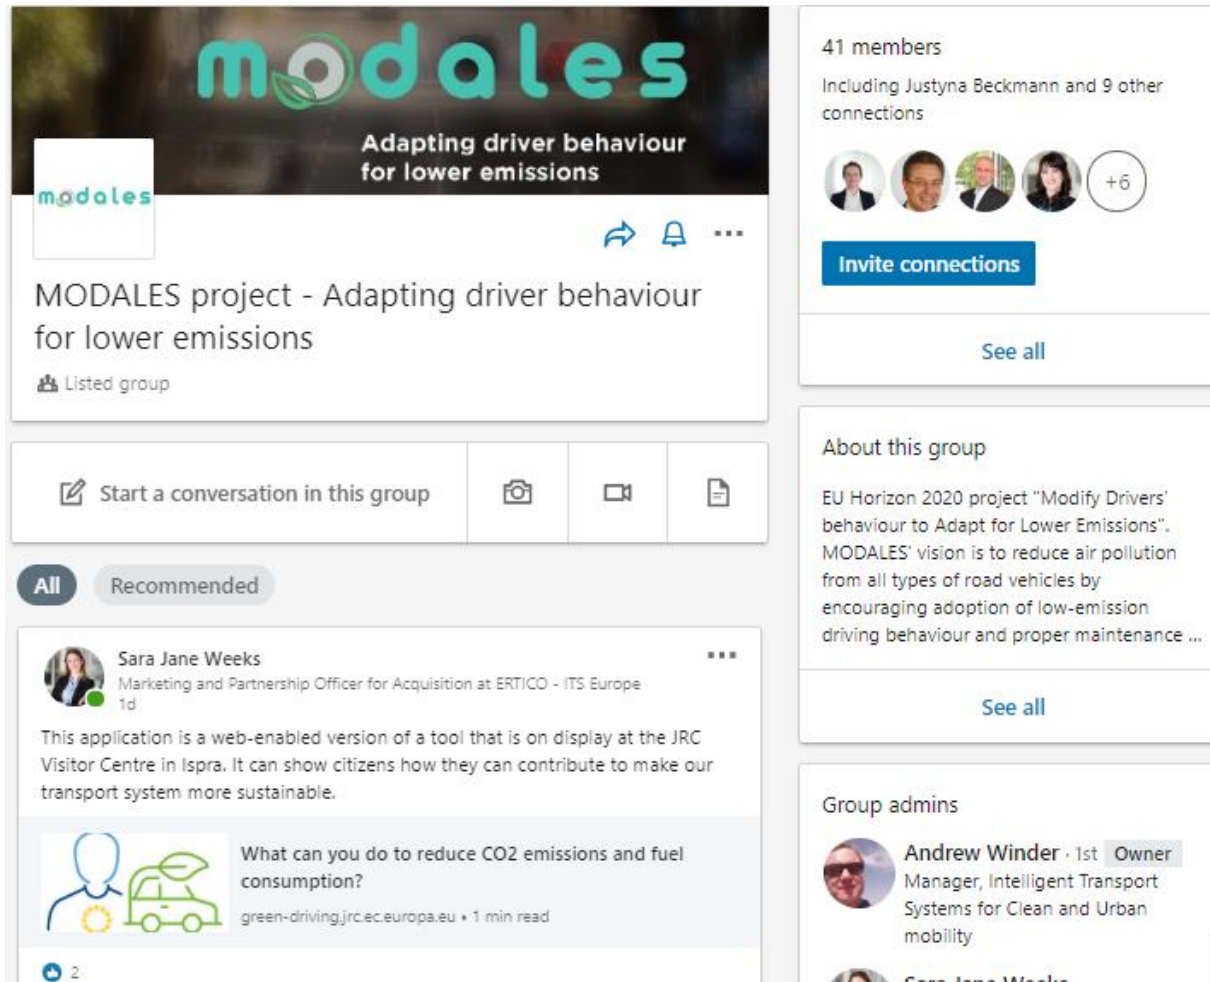 modales
Adapting driver behaviour
for lower emissions
modales
MODALES project - Adapting driver behaviour
for lower emissions
Listed group
Start a conversation in this group
All
Recommended
Sara Jane Weeks
Marketing and Partnership Officer for Acquisition at ERTICO - ITS Europe
1d
This application is a web-enabled version of a tool that is on display at the JRC
Visitor Centre in Ispra. It can show citizens how they can contribute to make our
transport system more sustainable.
What can you do to reduce CO2 emissions and fuel
consumption?
green-driving.jrc.ec.europa.eu • 1 min read
2
41 members
Including Justyna Beckmann and 9 other
connections
+6
Invite connections
See all
About this group
EU Horizon 2020 project "Modify Drivers'
behaviour to Adapt for Lower Emissions".
MODALES' vision is to reduce air pollution
from all types of road vehicles by
encouraging adoption of low-emission
driving behaviour and proper maintenance ...
See all
Group admins
Andrew Winder · 1st Owner
Manager, Intelligent Transport
Systems for Clean and Urban
mobility
Sara Jane Weeks